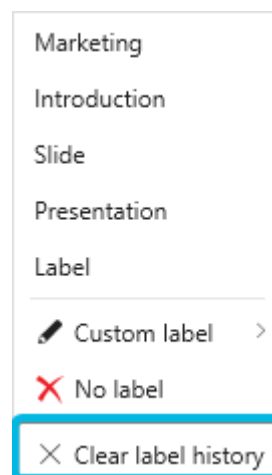 Marketing
Introduction
Slide
Presentation
Label
Custom label
No label
Clear label history